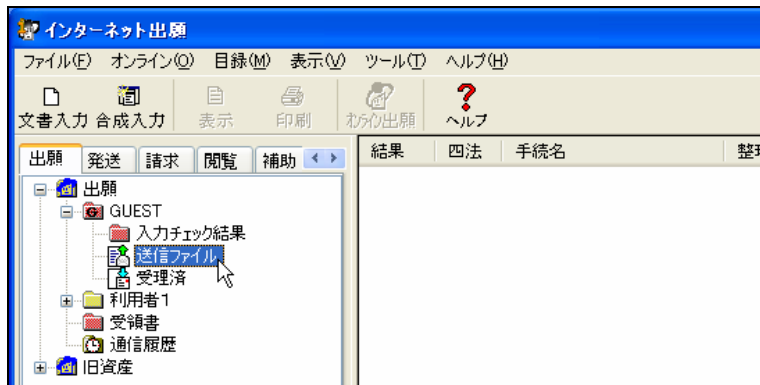 インターネット出願
ファイル(F) オンライン(O) 目録(M) 表示(V) ツール(T) ヘルプ(H)
文書入力 合成入力 表示 印刷 オンライン出願 ヘルプ
出願 発送 請求 閲覧 補助
結果 四法 手続名
出願
GUEST
入力チェック結果
送信ファイル
受理済
利用者1
受領書
通信履歴
旧資産